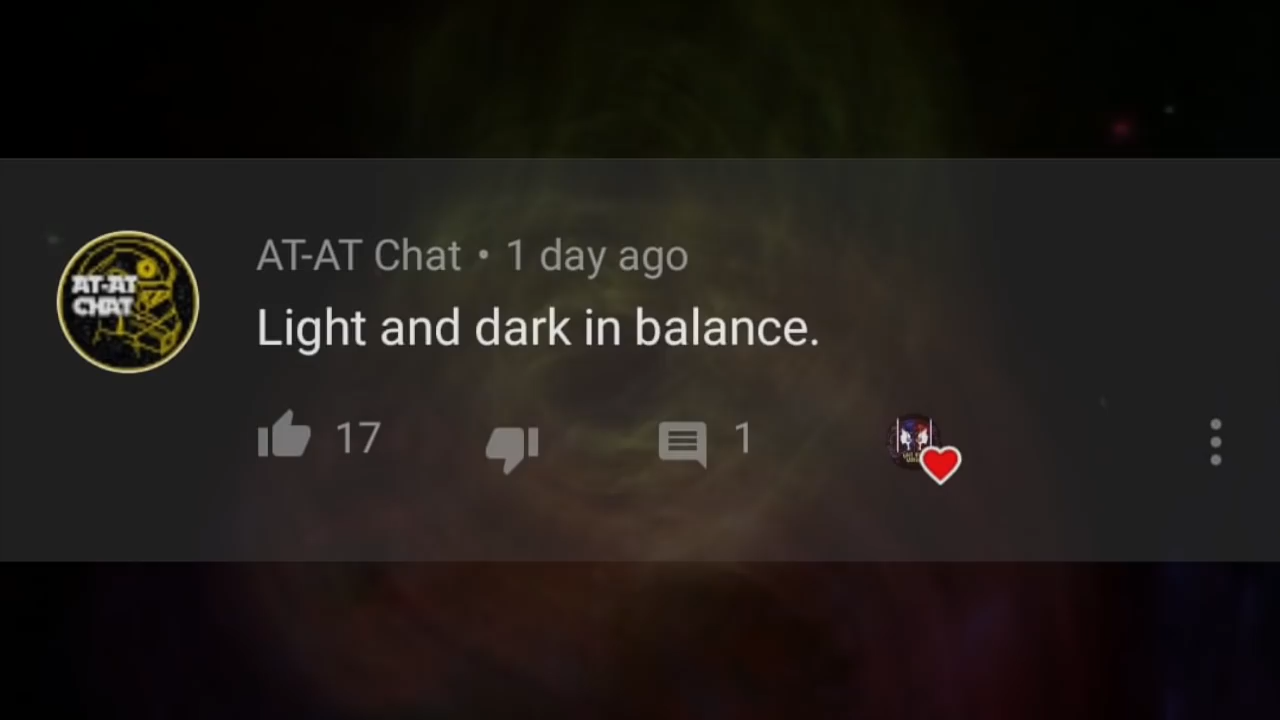 AT-AT Chat • 1 day ago
AT-AT
CHAT
Light and dark in balance.
17
1